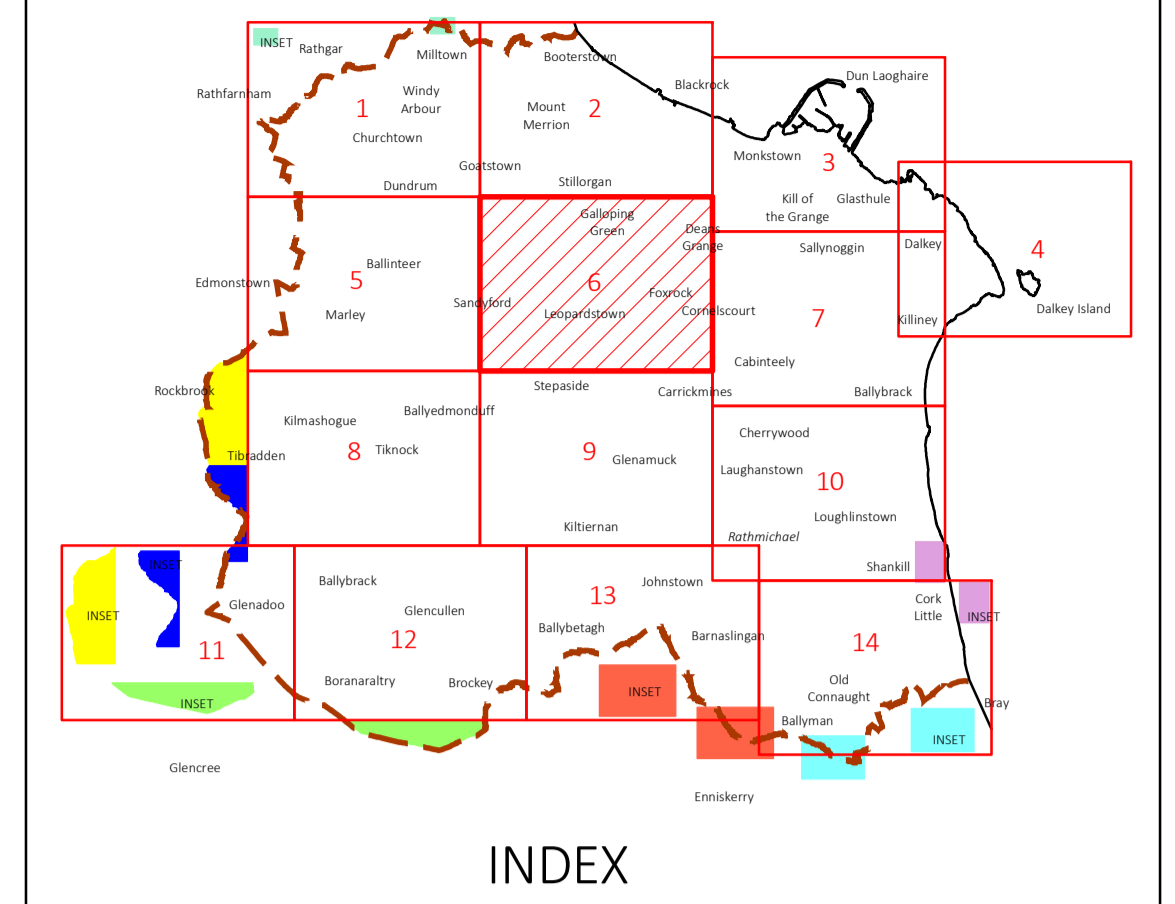 INSET
Rathgar
Milltown
Booterstown
Rathfarnham
Windy
Arbour
1
Churchtown
Dundrum
Goatstown
Mount
Merrion
2
Stillorgan
Blackrock
Dun Laoghaire
Monkstown
3
Kill of
the Grange
Glasthule
4
Dalkey
Dalkey Island
Killiney
Edmonstown
Ballinteer
5
Marley
Sandyford
Galloping
Green
6
Foxrock
Leopardstown
Deans
Grange
Cornelscourt
Sallynoggin
7
Cabinteely
Ballybrack
Rockbrook
Tibradden
Kilmashogue
Ballyedmonduff
8
Tiknock
Stepaside
Carrickmines
9
Glenamuck
Kiltiernan
Cherrywood
Laughanstown
10
Loughlinstown
Rathmichael
Shankill
INSET
INSET
Glenadoo
11
INSET
Ballybrack
Glencullen
12
Boranaraltry
Brockey
Johnstown
13
Ballybetagh
Barnaslingan
INSET
Cork
Little
INSET
14
Old
Connaught
Bray
Ballyman
INSET
Glencree
Enniskerry
INDEX